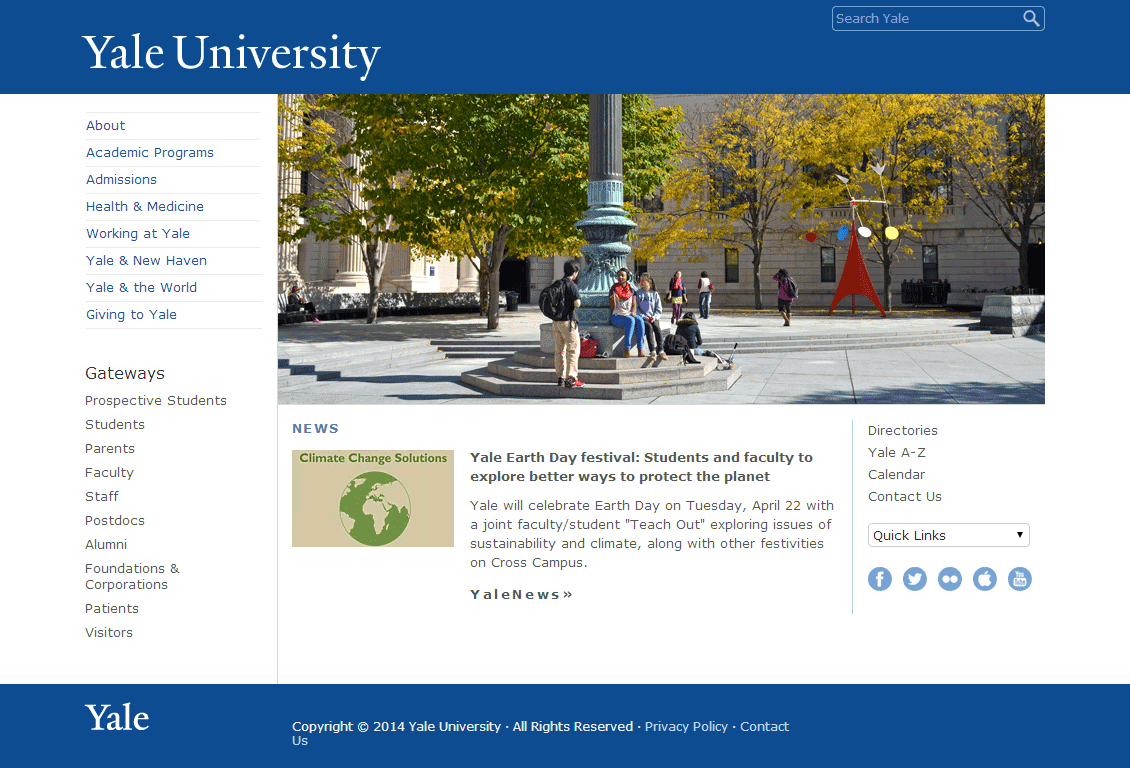 Search Yale
Yale University
About
Academic Programs
Admissions
Health & Medicine
Working at Yale
Yale & New Haven
Yale & the World
Giving to Yale
Gateways
Prospective Students
Students
Parents
Faculty
Staff
Postdocs
Alumni
Foundations &
Corporations
Patients
Visitors
NEWS
Climate Change Solutions
Yale Earth Day festival: Students and faculty to
explore better ways to protect the planet
Yale will celebrate Earth Day on Tuesday, April 22 with
a joint faculty/student "Teach Out" exploring issues of
sustainability and climate, along with other festivities
on Cross Campus.
YaleNews»
Directories
Yale A-Z
Calendar
Contact Us
Quick Links
You
Tube
Yale
Copyright © 2014 Yale University · All Rights Reserved · Privacy Policy · Contact
Us